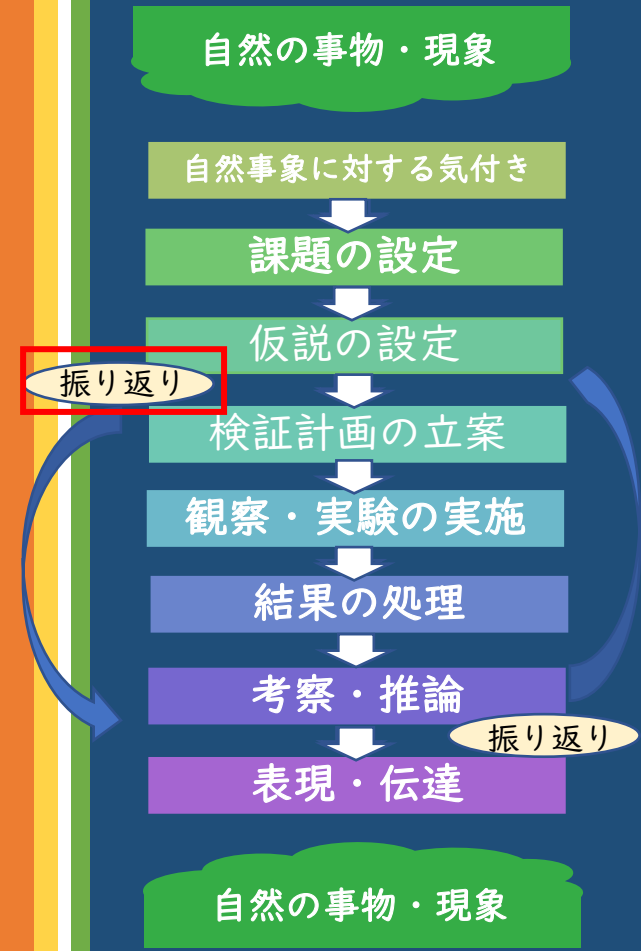 自然の事物・現象
自然事象に対する気付き
課題の設定
仮説の設定
振り返り
検証計画の立案
観察・実験の実施
結果の処理
考察・推論
振り返り
表現・伝達
自然の事物・現象